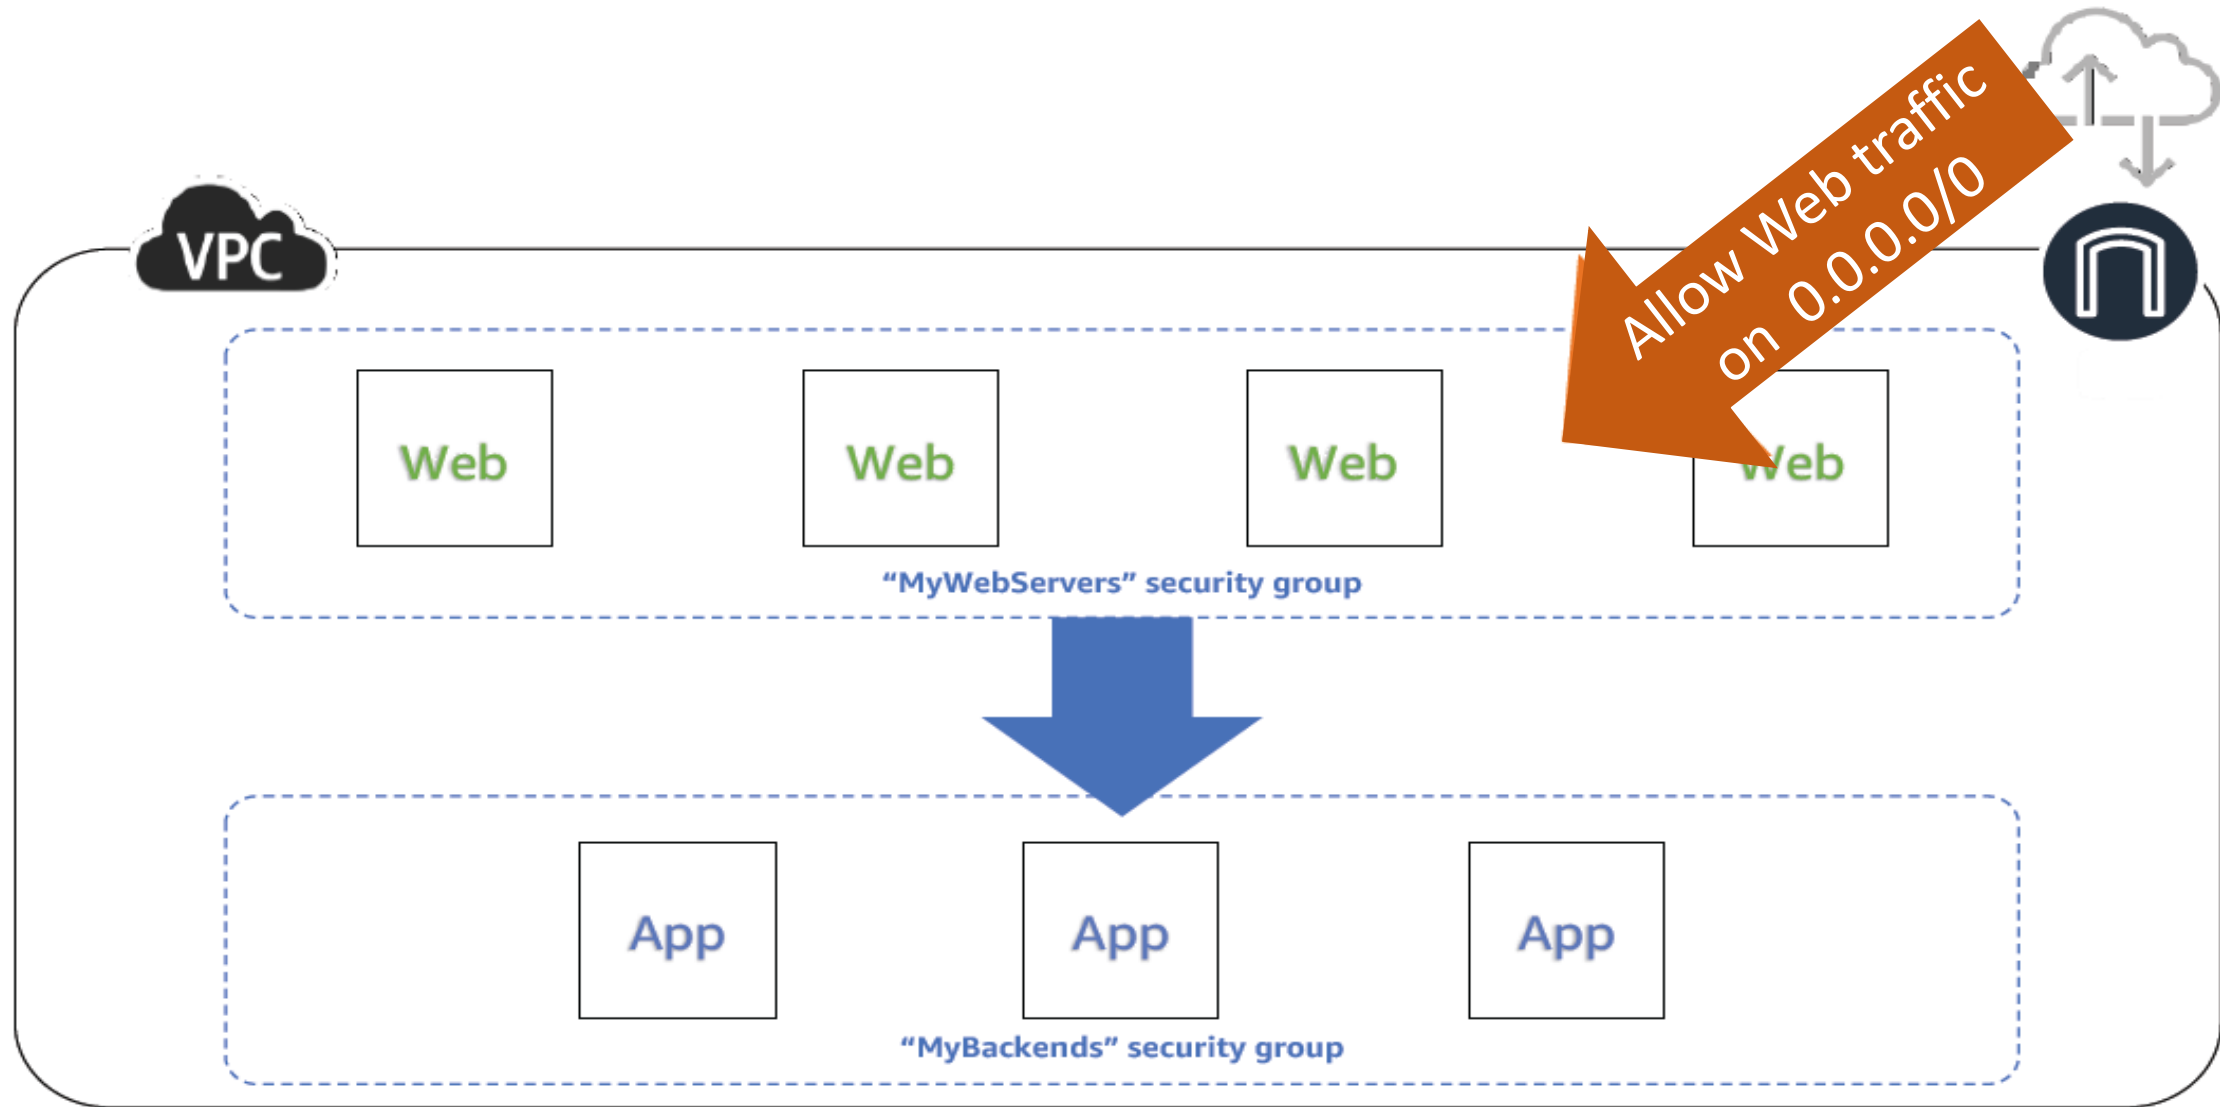 Allow Web traffic
on 0.0.0.0/0
VPC
Web
Web
Web
Web
“MyWebServers” security group
App
App
App
“MyBackends” security group